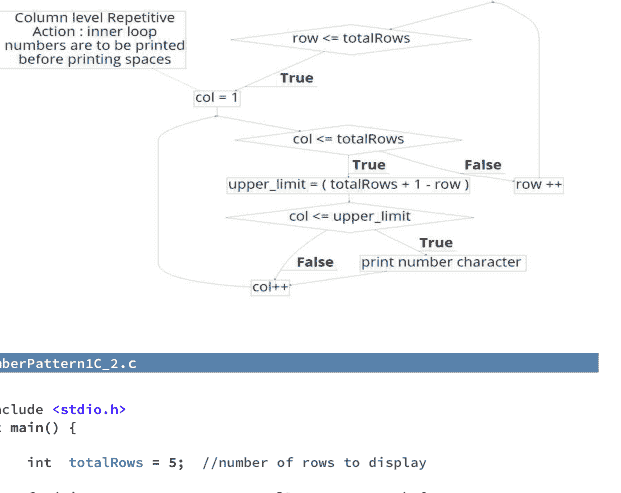 Column level Repetitive
Action : inner loop
numbers are to be printed
before printing spaces
row <= totalRows
True
col = 1
col <= totalRows
True
False
upper_limit = ( totalRows + 1 - row )
row ++
col <= upper_limit
True
False
print number character
col++
mberPattern1C_2.c
nclude <stdio.h>
t main() {
int totalRows = 5; //number of rows to display